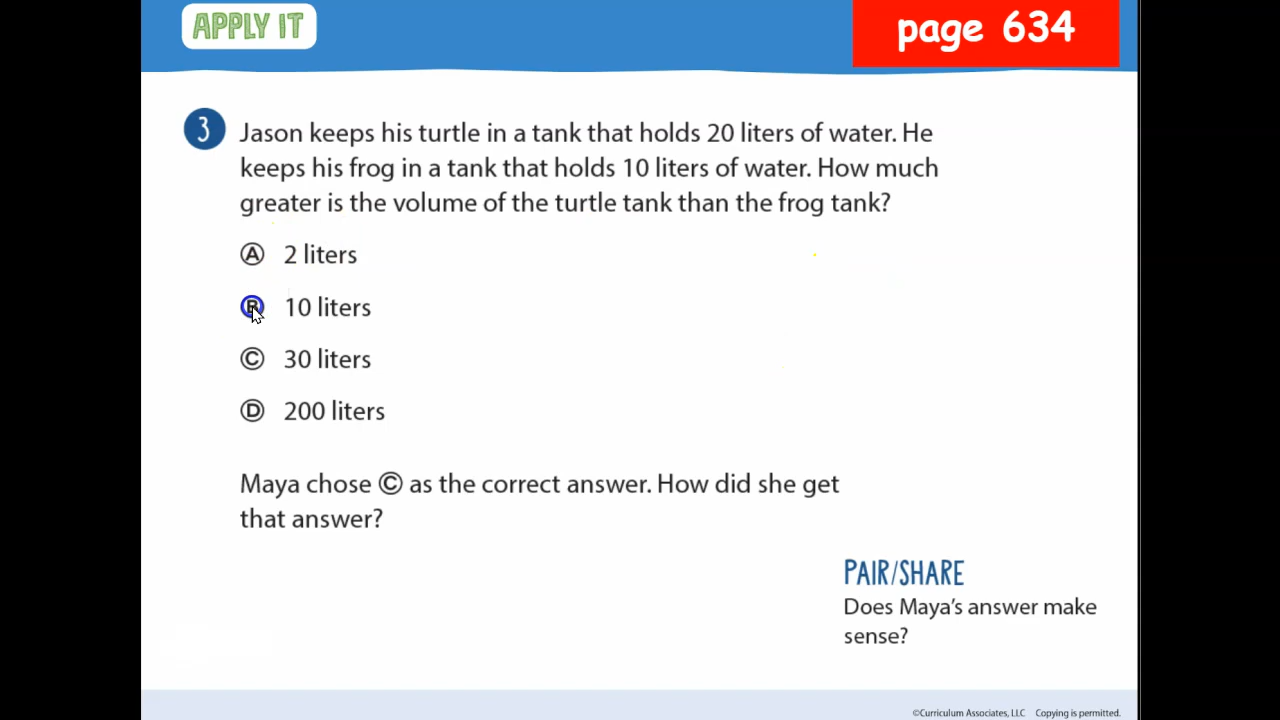 APPLY IT
page 634
3 Jason keeps his turtle in a tank that holds 20 liters of water. He
keeps his frog in a tank that holds 10 liters of water. How much
greater is the volume of the turtle tank than the frog tank?
Ⓐ 2 liters
Ⓑ 10 liters
Ⓒ 30 liters
Ⓓ 200 liters
Maya chose Ⓒ as the correct answer. How did she get
that answer?
PAIR/SHARE
Does Maya’s answer make
sense?
©Curriculum Associates, LLC Copying is permitted.